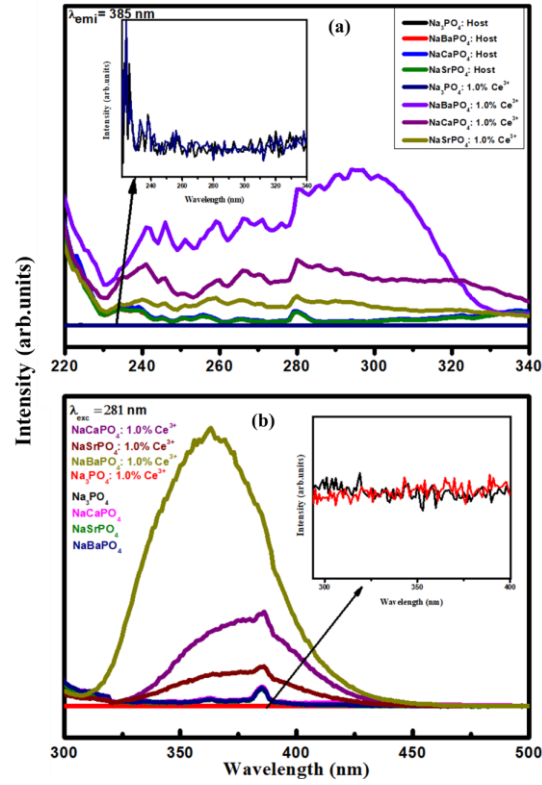 λemi = 385 nm
(a)
Na₃PO₄: Host
NaBaPO₄: Host
NaCaPO₄: Host
NaSrPO₄: Host
Na₃PO₄: 1.0% Ce³⁺
NaBaPO₄: 1.0% Ce³⁺
NaCaPO₄: 1.0% Ce³⁺
NaSrPO₄: 1.0% Ce³⁺
Intensity (arb.units)
240 260 280 300 320 340
Wavelength (nm)
220 240 260 280 300 320 340
Intensity (arb.units)
λexc = 281 nm
(b)
NaCaPO₄: 1.0% Ce³⁺
NaSrPO₄: 1.0% Ce³⁺
NaBaPO₄: 1.0% Ce³⁺
Na₃PO₄: 1.0% Ce³⁺
Na₃PO₄
NaCaPO₄
NaSrPO₄
NaBaPO₄
Intensity (arb.units)
300 325 350 375 400
Wavelength (nm)
300 350 400 450 500
Wavelength (nm)